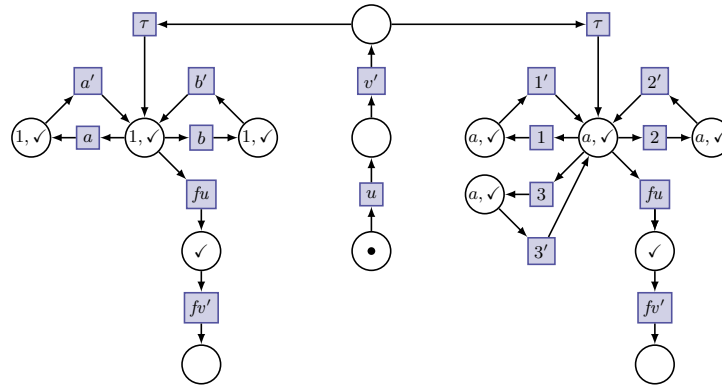 τ τ
a′ b′ v′ 1′ 2′
1, ✓ a 1, ✓ b 1, ✓ a, ✓ 1 a, ✓ 2 a, ✓
fu u a, ✓ 3 fu
✓ 3′ ✓
fv′ fv′